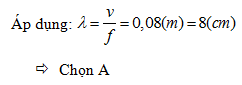 Áp dụng: λ = v/f = 0,08(m) = 8(cm)
⇨ Chọn A